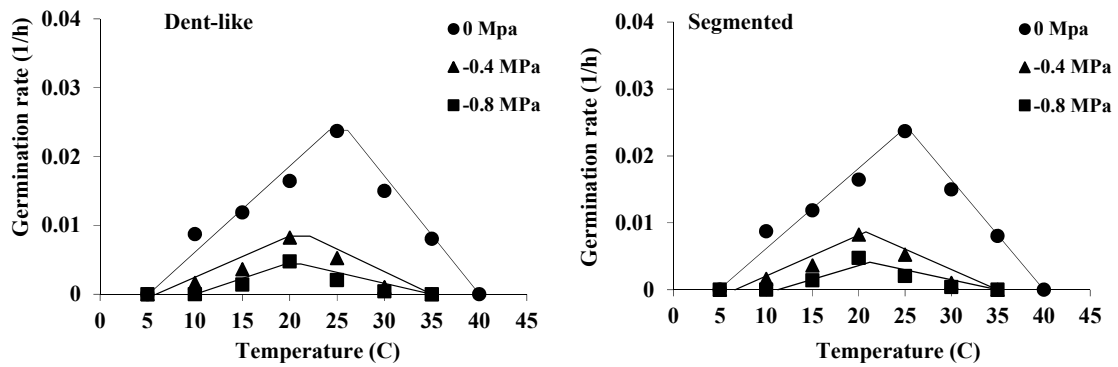 Dent-like
Germination rate (1/h)
0.04
0.03
0.02
0.01
0
0 Mpa
-0.4 MPa
-0.8 MPa
0 5 10 15 20 25 30 35 40 45
Temperature (C)
Segmented
Germination rate (1/h)
0.04
0.03
0.02
0.01
0
0 Mpa
-0.4 MPa
-0.8 MPa
0 5 10 15 20 25 30 35 40 45
Temperature (C)